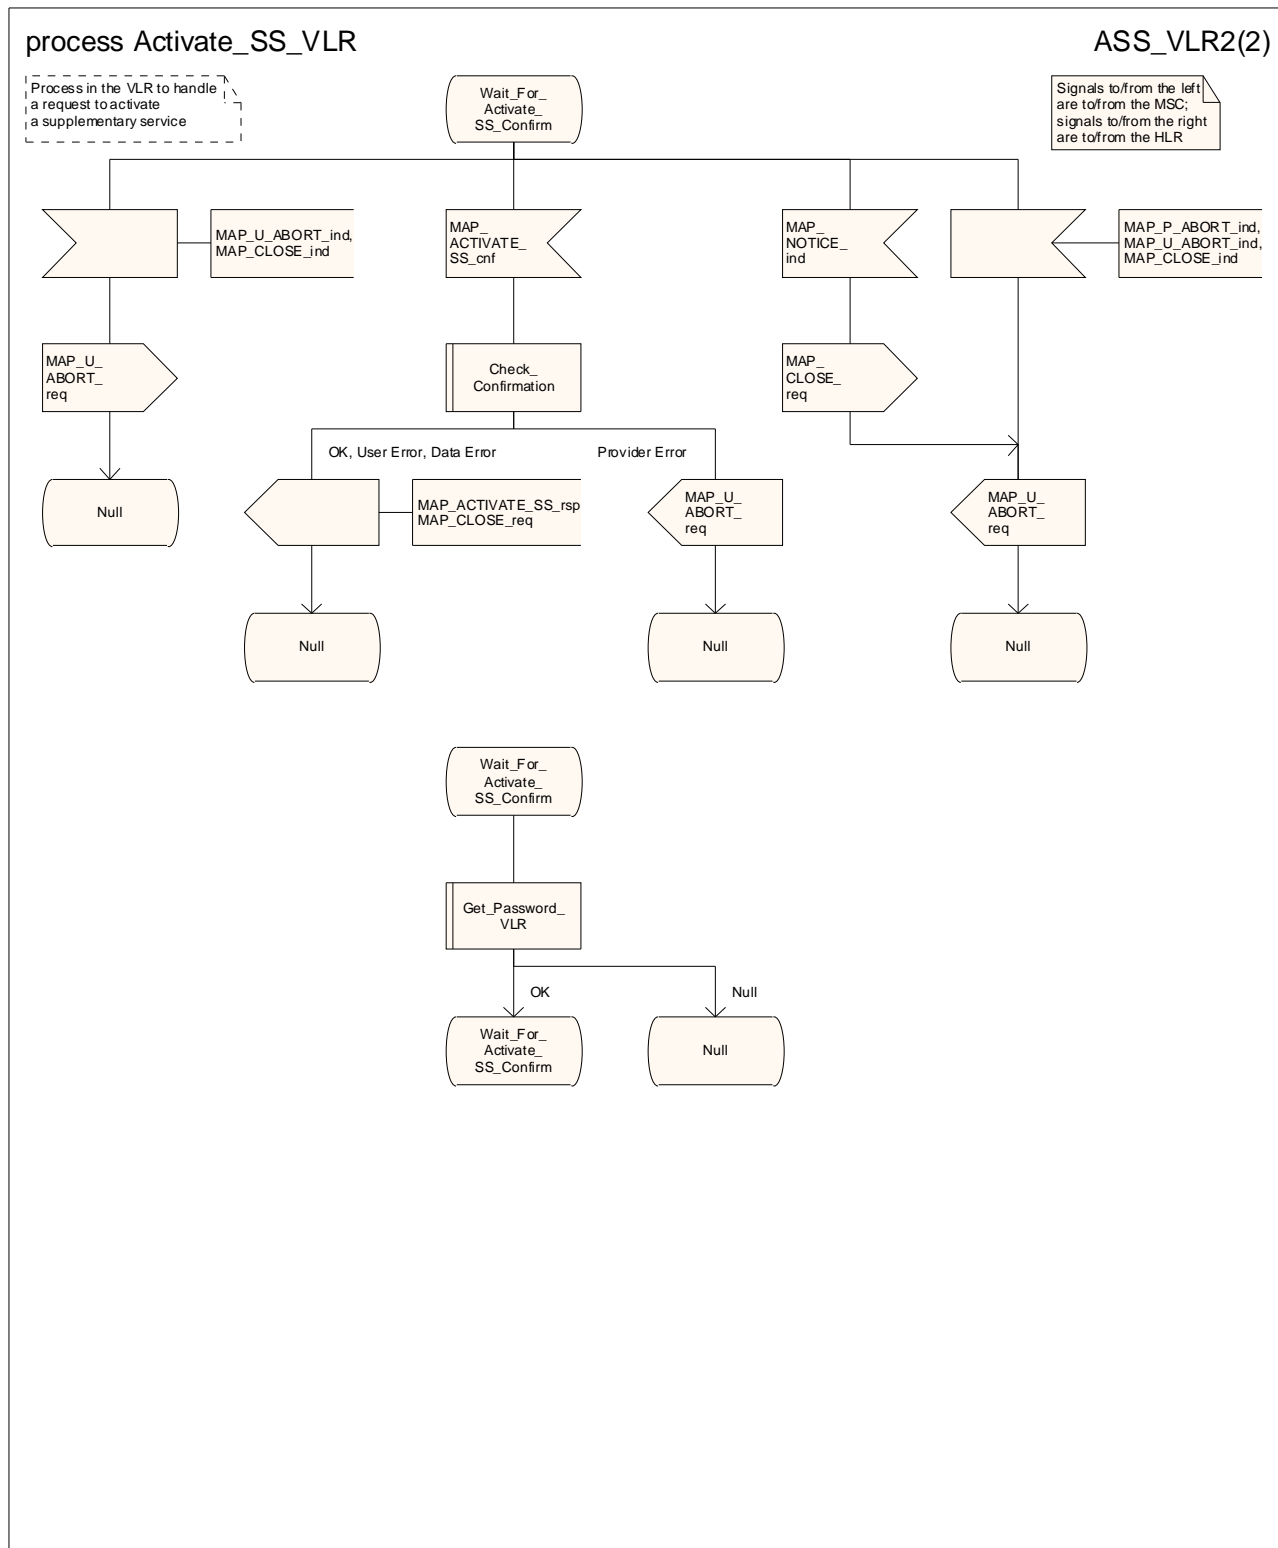 process Activate_SS_VLR
ASS_VLR2(2)
Process in the VLR to handle
a request to activate
a supplementary service
Wait_For_
Activate_
SS_Confirm
Signals to/from the left
are to/from the MSC;
signals to/from the right
are to/from the HLR
MAP_U_ABORT_ind,
MAP_CLOSE_ind
MAP_
ACTIVATE_
SS_cnf
MAP_
NOTICE_
ind
MAP_P_ABORT_ind,
MAP_U_ABORT_ind,
MAP_CLOSE_ind
MAP_U_
ABORT_
req
Check_
Confirmation
MAP_
CLOSE_
req
OK, User Error, Data Error
Provider Error
Null
MAP_ACTIVATE_SS_rsp
MAP_CLOSE_req
MAP_U_
ABORT_
req
MAP_U_
ABORT_
req
Null
Null
Null
Wait_For_
Activate_
SS_Confirm
Get_Password_
VLR
OK
Null
Wait_For_
Activate_
SS_Confirm
Null